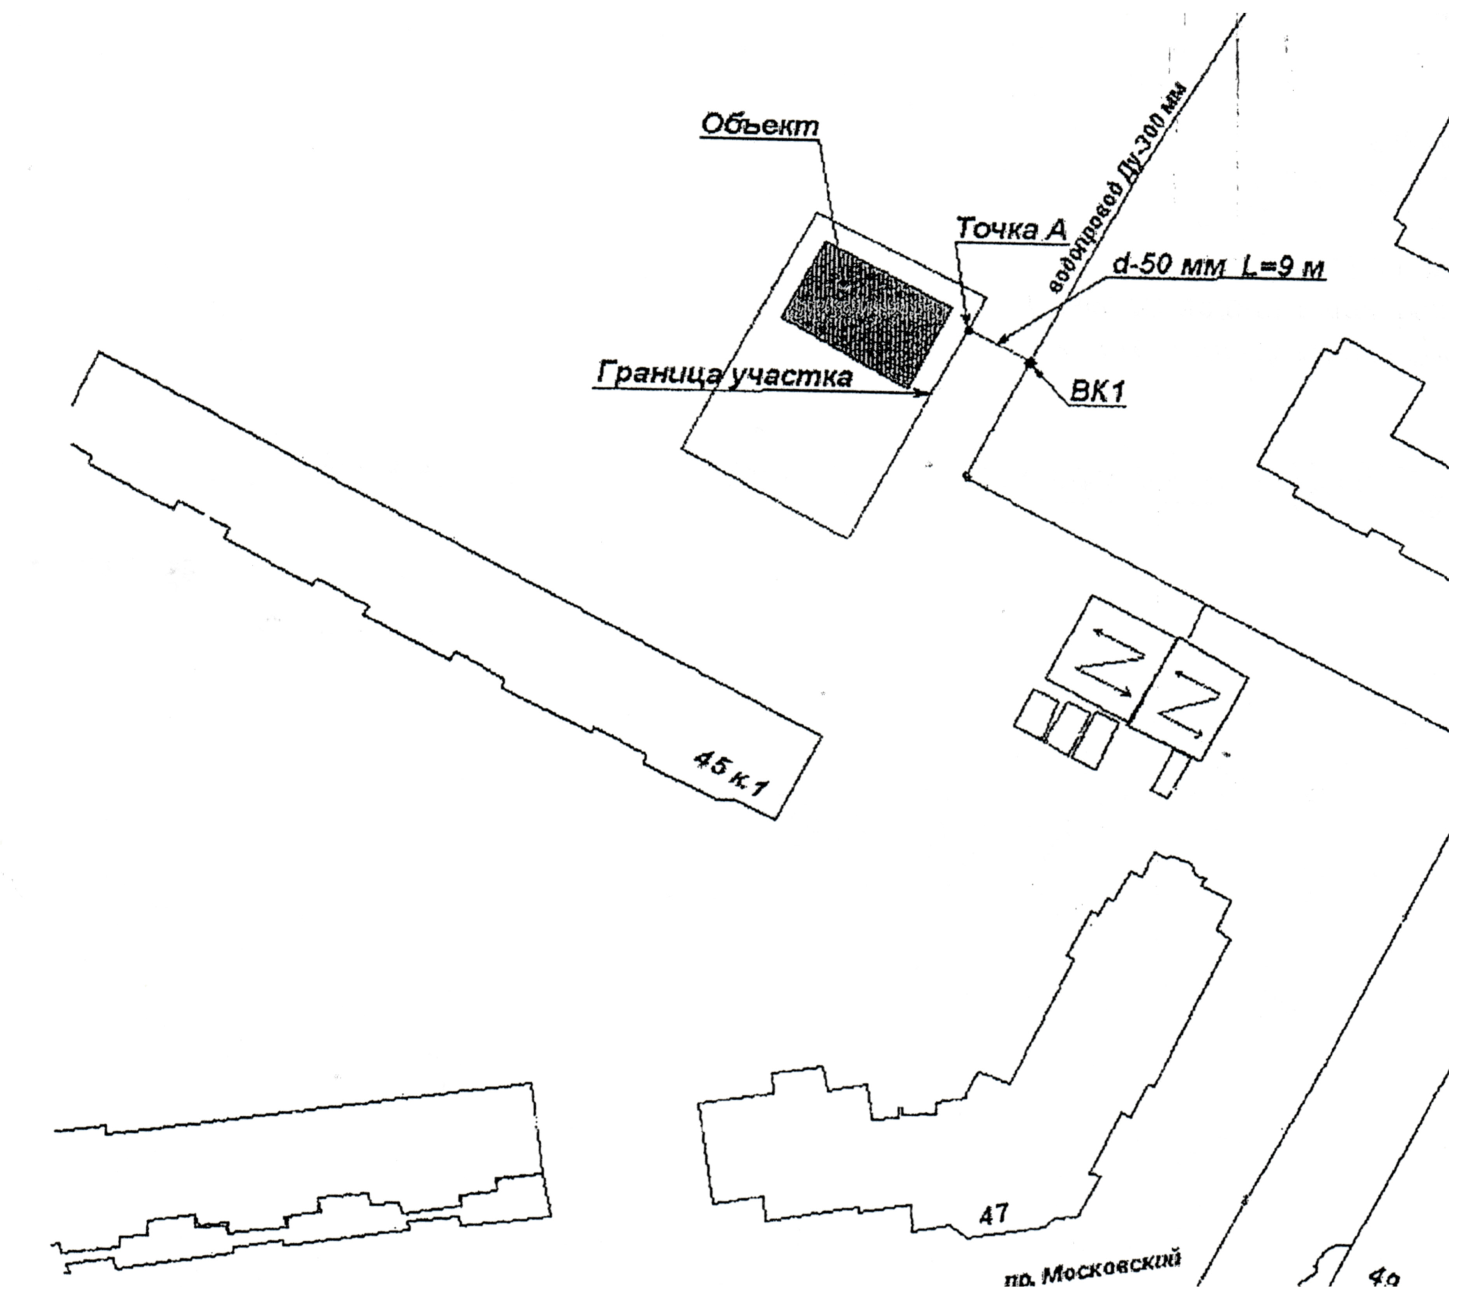 Объект
водопровод Ду-300 мм
Точка А
d-50 мм L=9 м
Граница участка
ВК1
45 к.1
47
пр. Московский